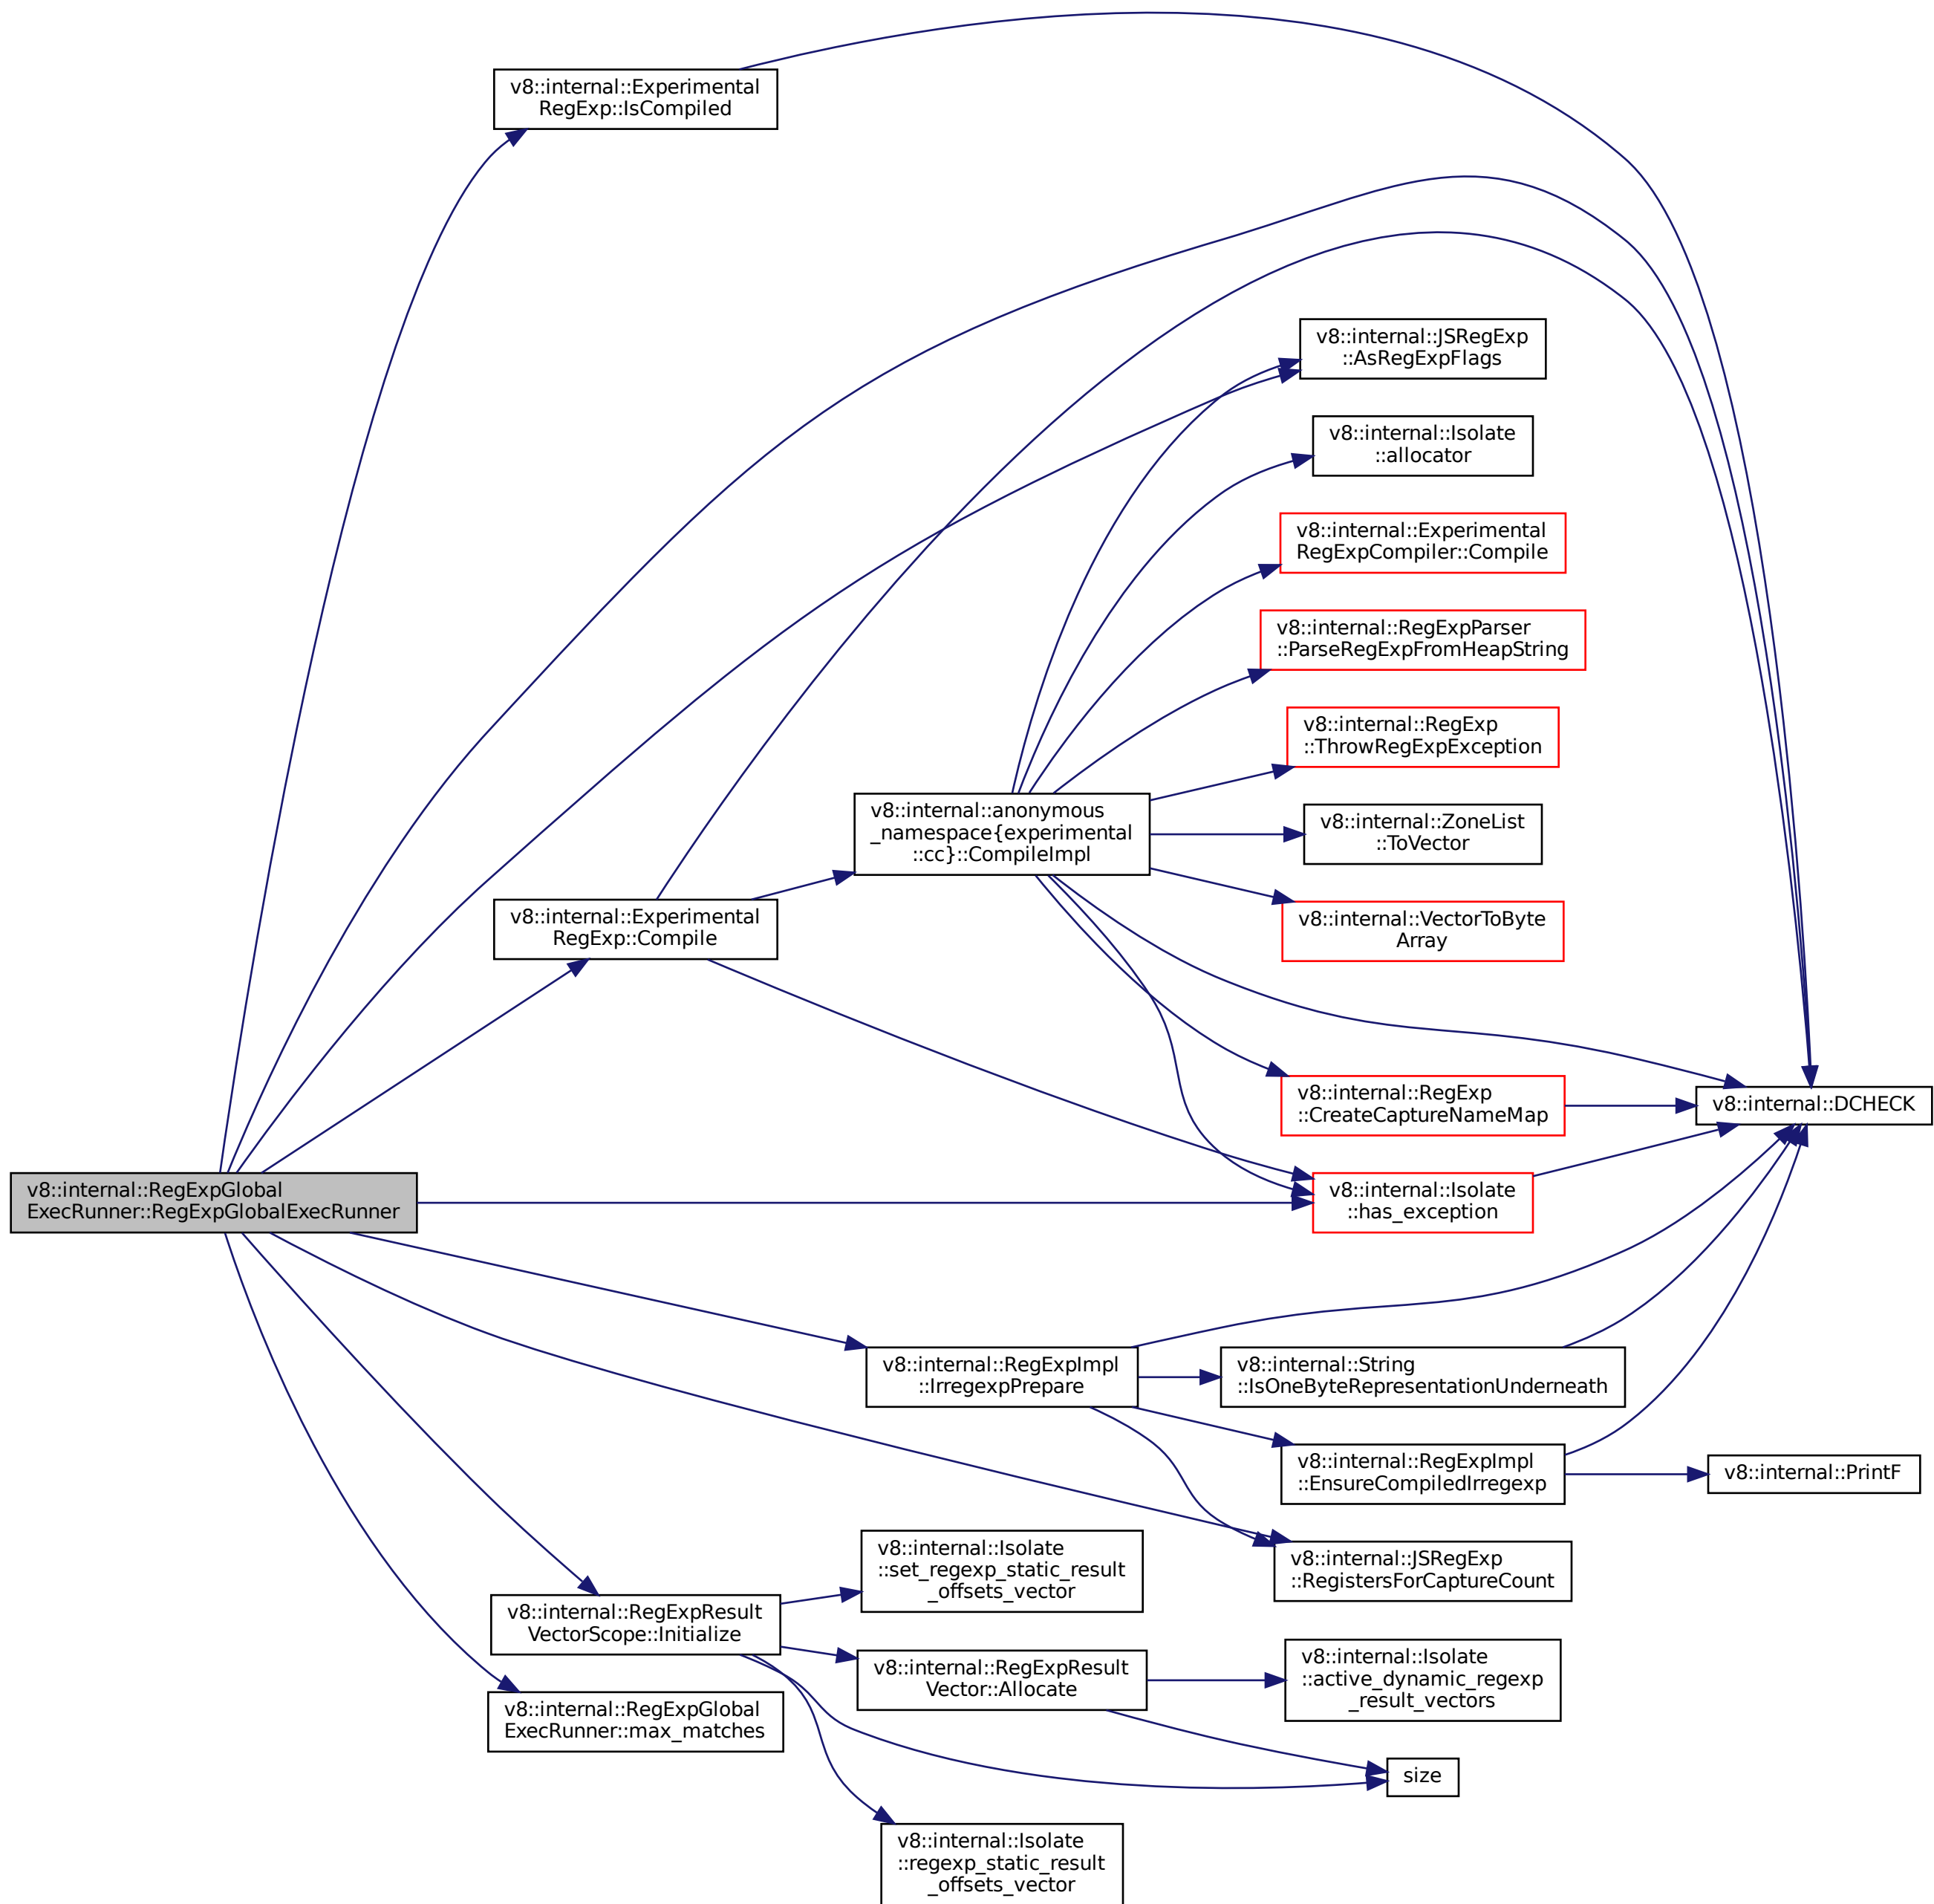 v8::internal::Experimental
RegExp::IsCompiled
v8::internal::JSRegExp
::AsRegExpFlags
v8::internal::Isolate
::allocator
v8::internal::Experimental
RegExpCompiler::Compile
v8::internal::RegExpParser
::ParseRegExpFromHeapString
v8::internal::RegExp
::ThrowRegExpException
v8::internal::anonymous
_namespace{experimental
::cc}::CompileImpl
v8::internal::ZoneList
::ToVector
v8::internal::Experimental
RegExp::Compile
v8::internal::VectorToByte
Array
v8::internal::RegExp
::CreateCaptureNameMap
v8::internal::DCHECK
v8::internal::RegExpGlobal
ExecRunner::RegExpGlobalExecRunner
v8::internal::Isolate
::has_exception
v8::internal::RegExpImpl
::IrregexpPrepare
v8::internal::String
::IsOneByteRepresentationUnderneath
v8::internal::RegExpImpl
::EnsureCompiledIrregexp
v8::internal::PrintF
v8::internal::JSRegExp
::RegistersForCaptureCount
v8::internal::Isolate
::set_regexp_static_result
_offsets_vector
v8::internal::RegExpResult
VectorScope::Initialize
v8::internal::RegExpResult
Vector::Allocate
v8::internal::Isolate
::active_dynamic_regexp
_result_vectors
v8::internal::RegExpGlobal
ExecRunner::max_matches
size
v8::internal::Isolate
::regexp_static_result
_offsets_vector